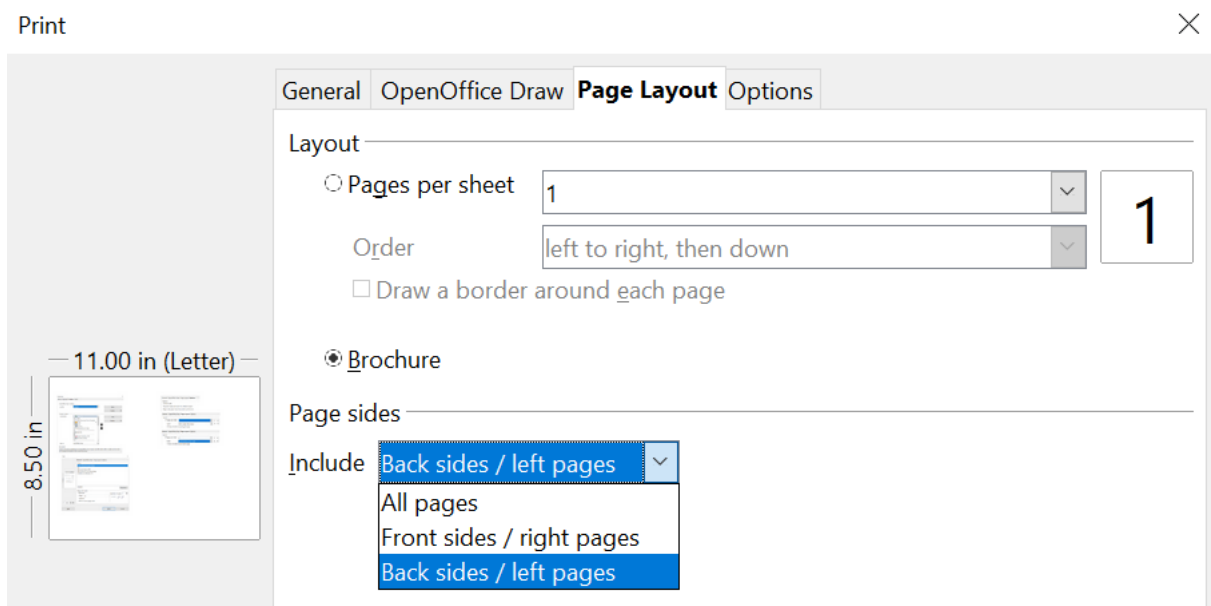 Print
General OpenOffice Draw Page Layout Options
Layout
Pages per sheet 1
1
Order left to right, then down
Draw a border around each page
11.00 in (Letter)
Brochure
8.50 in
Page sides
Include Back sides / left pages
All pages
Front sides / right pages
Back sides / left pages